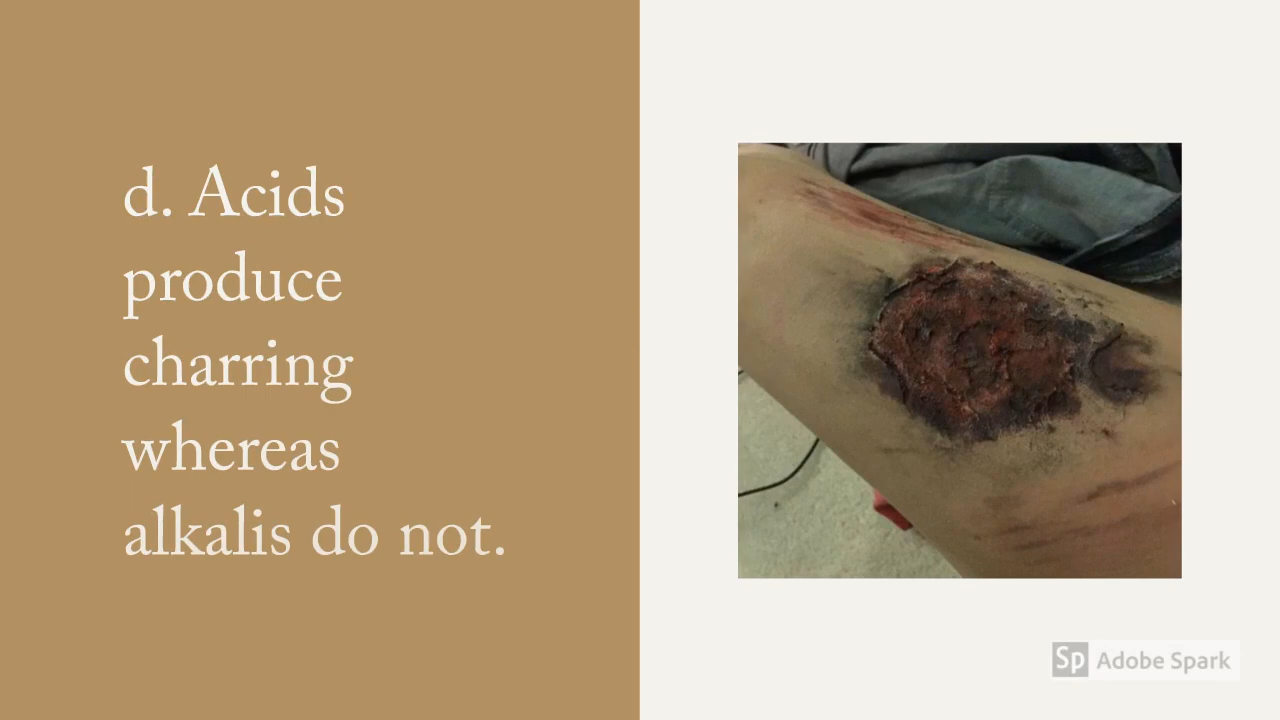 d. Acids
produce
charring
whereas
alkalis do not.
Sp Adobe Spark